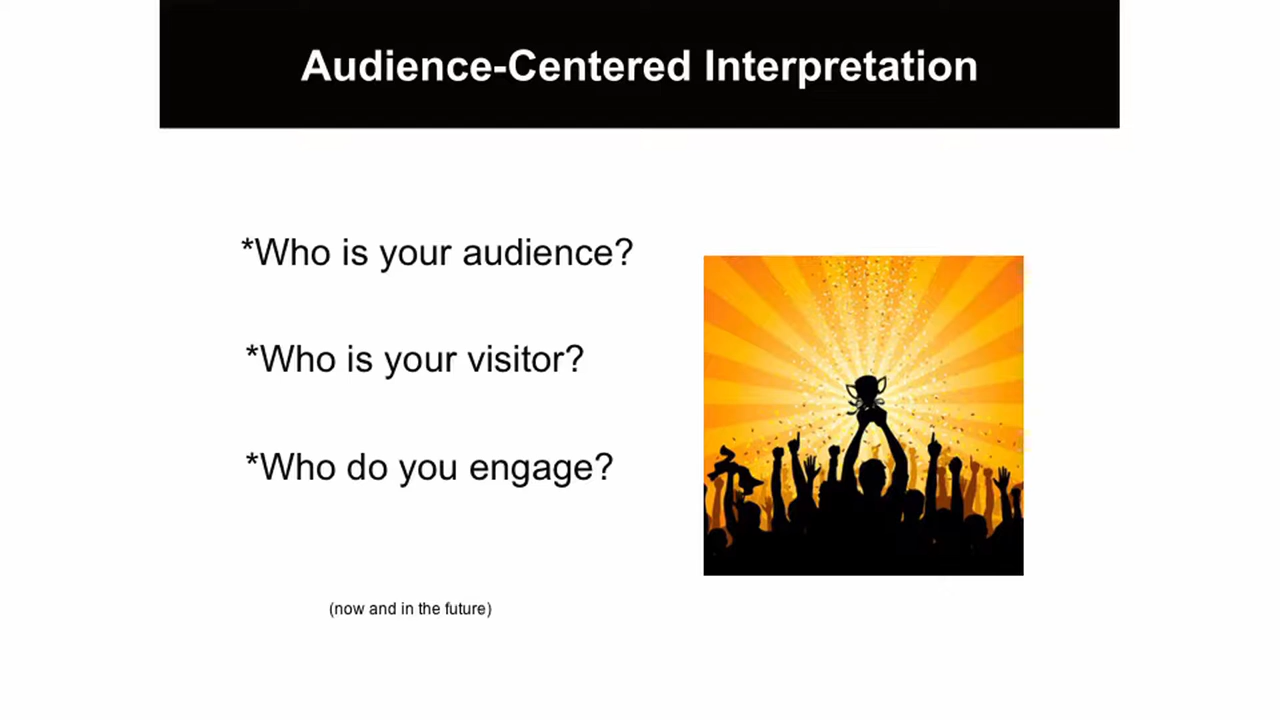 Audience-Centered Interpretation
*Who is your audience?
*Who is your visitor?
*Who do you engage?
(now and in the future)